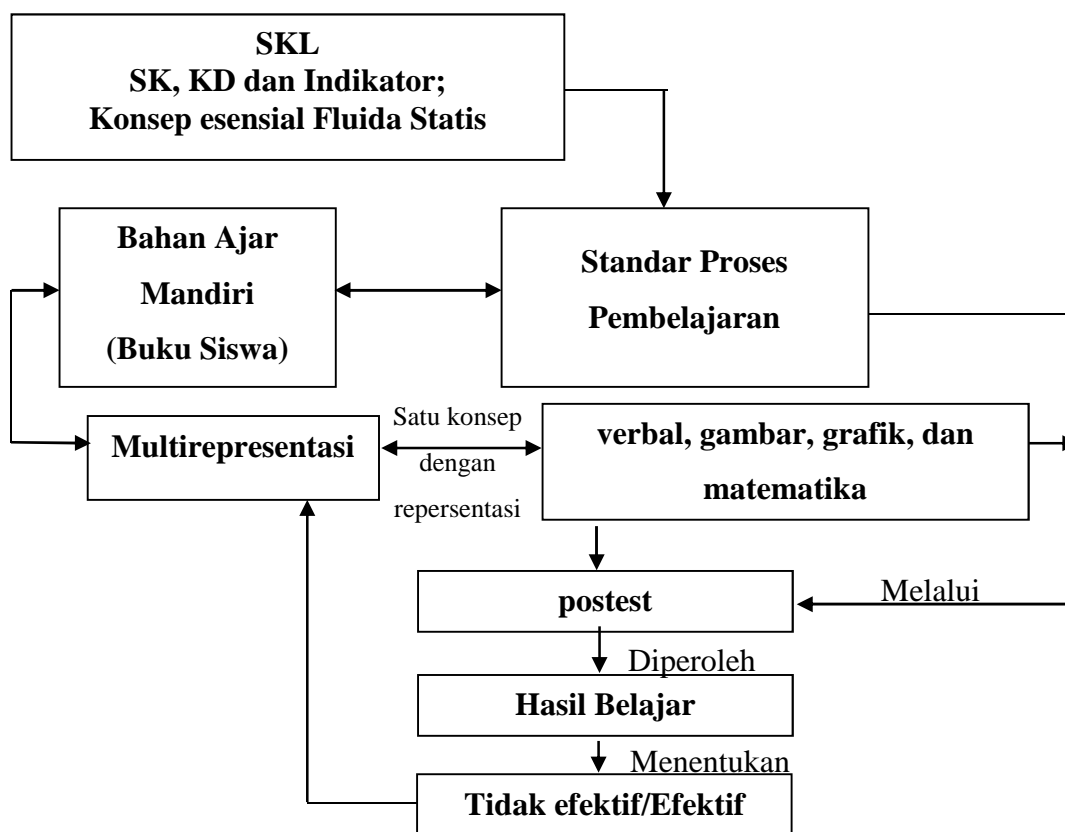 SKL
SK, KD dan Indikator;
Konsep esensial Fluida Statis
Bahan Ajar
Mandiri
(Buku Siswa)
Standar Proses
Pembelajaran
Multirepresentasi
Satu konsep
dengan
repersentasi
verbal, gambar, grafik, dan
matematika
postest
Melalui
Diperoleh
Hasil Belajar
Menentukan
Tidak efektif/Efektif